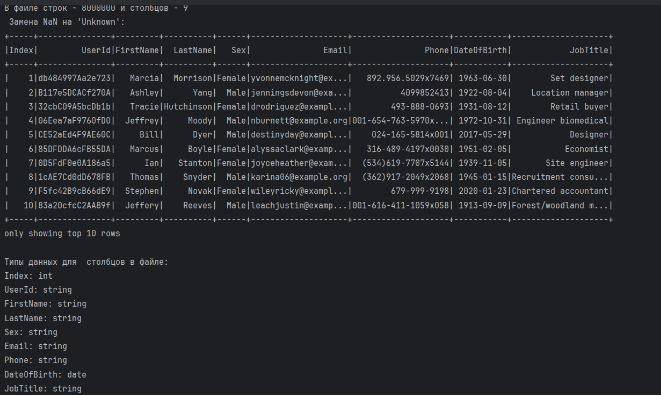 В файле строк - 8000000 и столбцов - 9
Замена NaN на 'Unknown':
+-----+---------------+---------+----------+------+--------------------+--------------------+-----------+--------------------+
|Index|         UserId|FirstName|  LastName|   Sex|               Email|               Phone|DateOfBirth|            JobTitle|
+-----+---------------+---------+----------+------+--------------------+--------------------+-----------+--------------------+
|    1|db484997Aa2e723|   Marcia|  Morrison|Female|yvonnemcknight@ex...|   892.956.5029x7469| 1963-06-30|        Set designer|
|    2|B117e5DCACf270A|   Ashley|      Yang|  Male|jenningsdevon@exa...|          4099852413| 1922-08-04|    Location manager|
|    3|32cbC09A5bcDb1b|   Tracie|Hutchinson|Female|drodriguez@exampl...|        493-888-0693| 1931-08-12|        Retail buyer|
|    4|06Eea7aF9760fD0|  Jeffrey|     Moody|  Male| nburnett@example.org|001-654-763-5970x...| 1972-10-31| Engineer biomedical|
|    5|CE52aEd4F9AE60C|     Bill|      Dyer|  Male|destinyday@exampl...|    024-165-5814x001| 2017-05-29|            Designer|
|    6|85DFDDA6cFB55DA|   Marcus|     Boyle|Female|alyssaclark@examp...|  316-489-4197x0030| 1951-02-05|           Economist|
|    7|0D5FdF0e0A186a5|      Ian|   Stanton|Female|joyceheather@exam...| (534)619-7707x5144| 1939-11-05|       Site engineer|
|    8|1cAE7Cd0dD678FB|   Thomas|    Snyder|  Male|karina06@example.org| (362)917-2049x2068| 1945-01-15|Recruitment consu...|
|    9|F5fc42B9cB66dE9|  Stephen|     Novak|Female|wileyricky@exampl...|        679-999-9198| 2020-01-23|Chartered accountant|
|   10|83a20cfcC2AAB9f|  Jeffery|    Reeves|  Male|leachjustin@examp...|001-616-411-1059x058| 1913-09-09|Forest/woodland m...|
+-----+---------------+---------+----------+------+--------------------+--------------------+-----------+--------------------+
only showing top 10 rows
Типы данных для  столбцов в файле:
Index: int
UserId: string
FirstName: string
LastName: string
Sex: string
Email: string
Phone: string
DateOfBirth: date
JobTitle: string